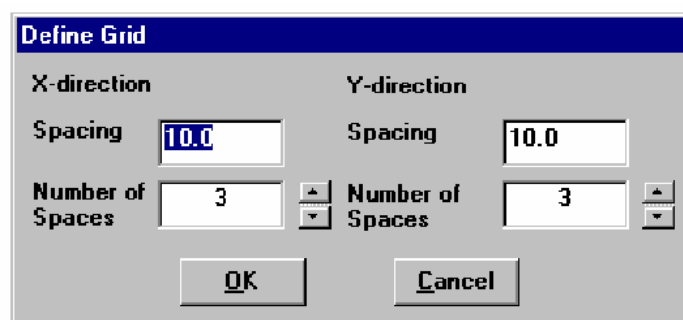 Define Grid
X-direction Y-direction
Spacing 10.0 Spacing 10.0
Number of Spaces 3 Number of Spaces 3
OK Cancel